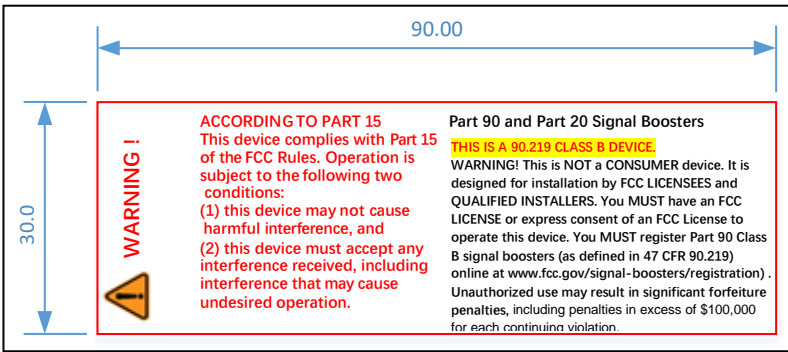 90.00
30.0
WARNING !
ACCORDING TO PART 15
This device complies with Part 15
of the FCC Rules. Operation is
subject to the following two
conditions:
(1) this device may not cause
harmful interference, and
(2) this device must accept any
interference received, including
interference that may cause
undesired operation.
Part 90 and Part 20 Signal Boosters
THIS IS A 90.219 CLASS B DEVICE.
WARNING! This is NOT a CONSUMER device. It is
designed for installation by FCC LICENSEES and
QUALIFIED INSTALLERS. You MUST have an FCC
LICENSE or express consent of an FCC License to
operate this device. You MUST register Part 90 Class
B signal boosters (as defined in 47 CFR 90.219)
online at www.fcc.gov/signal-boosters/registration) .
Unauthorized use may result in significant forfeiture
penalties, including penalties in excess of $100,000
for each continuing violation.